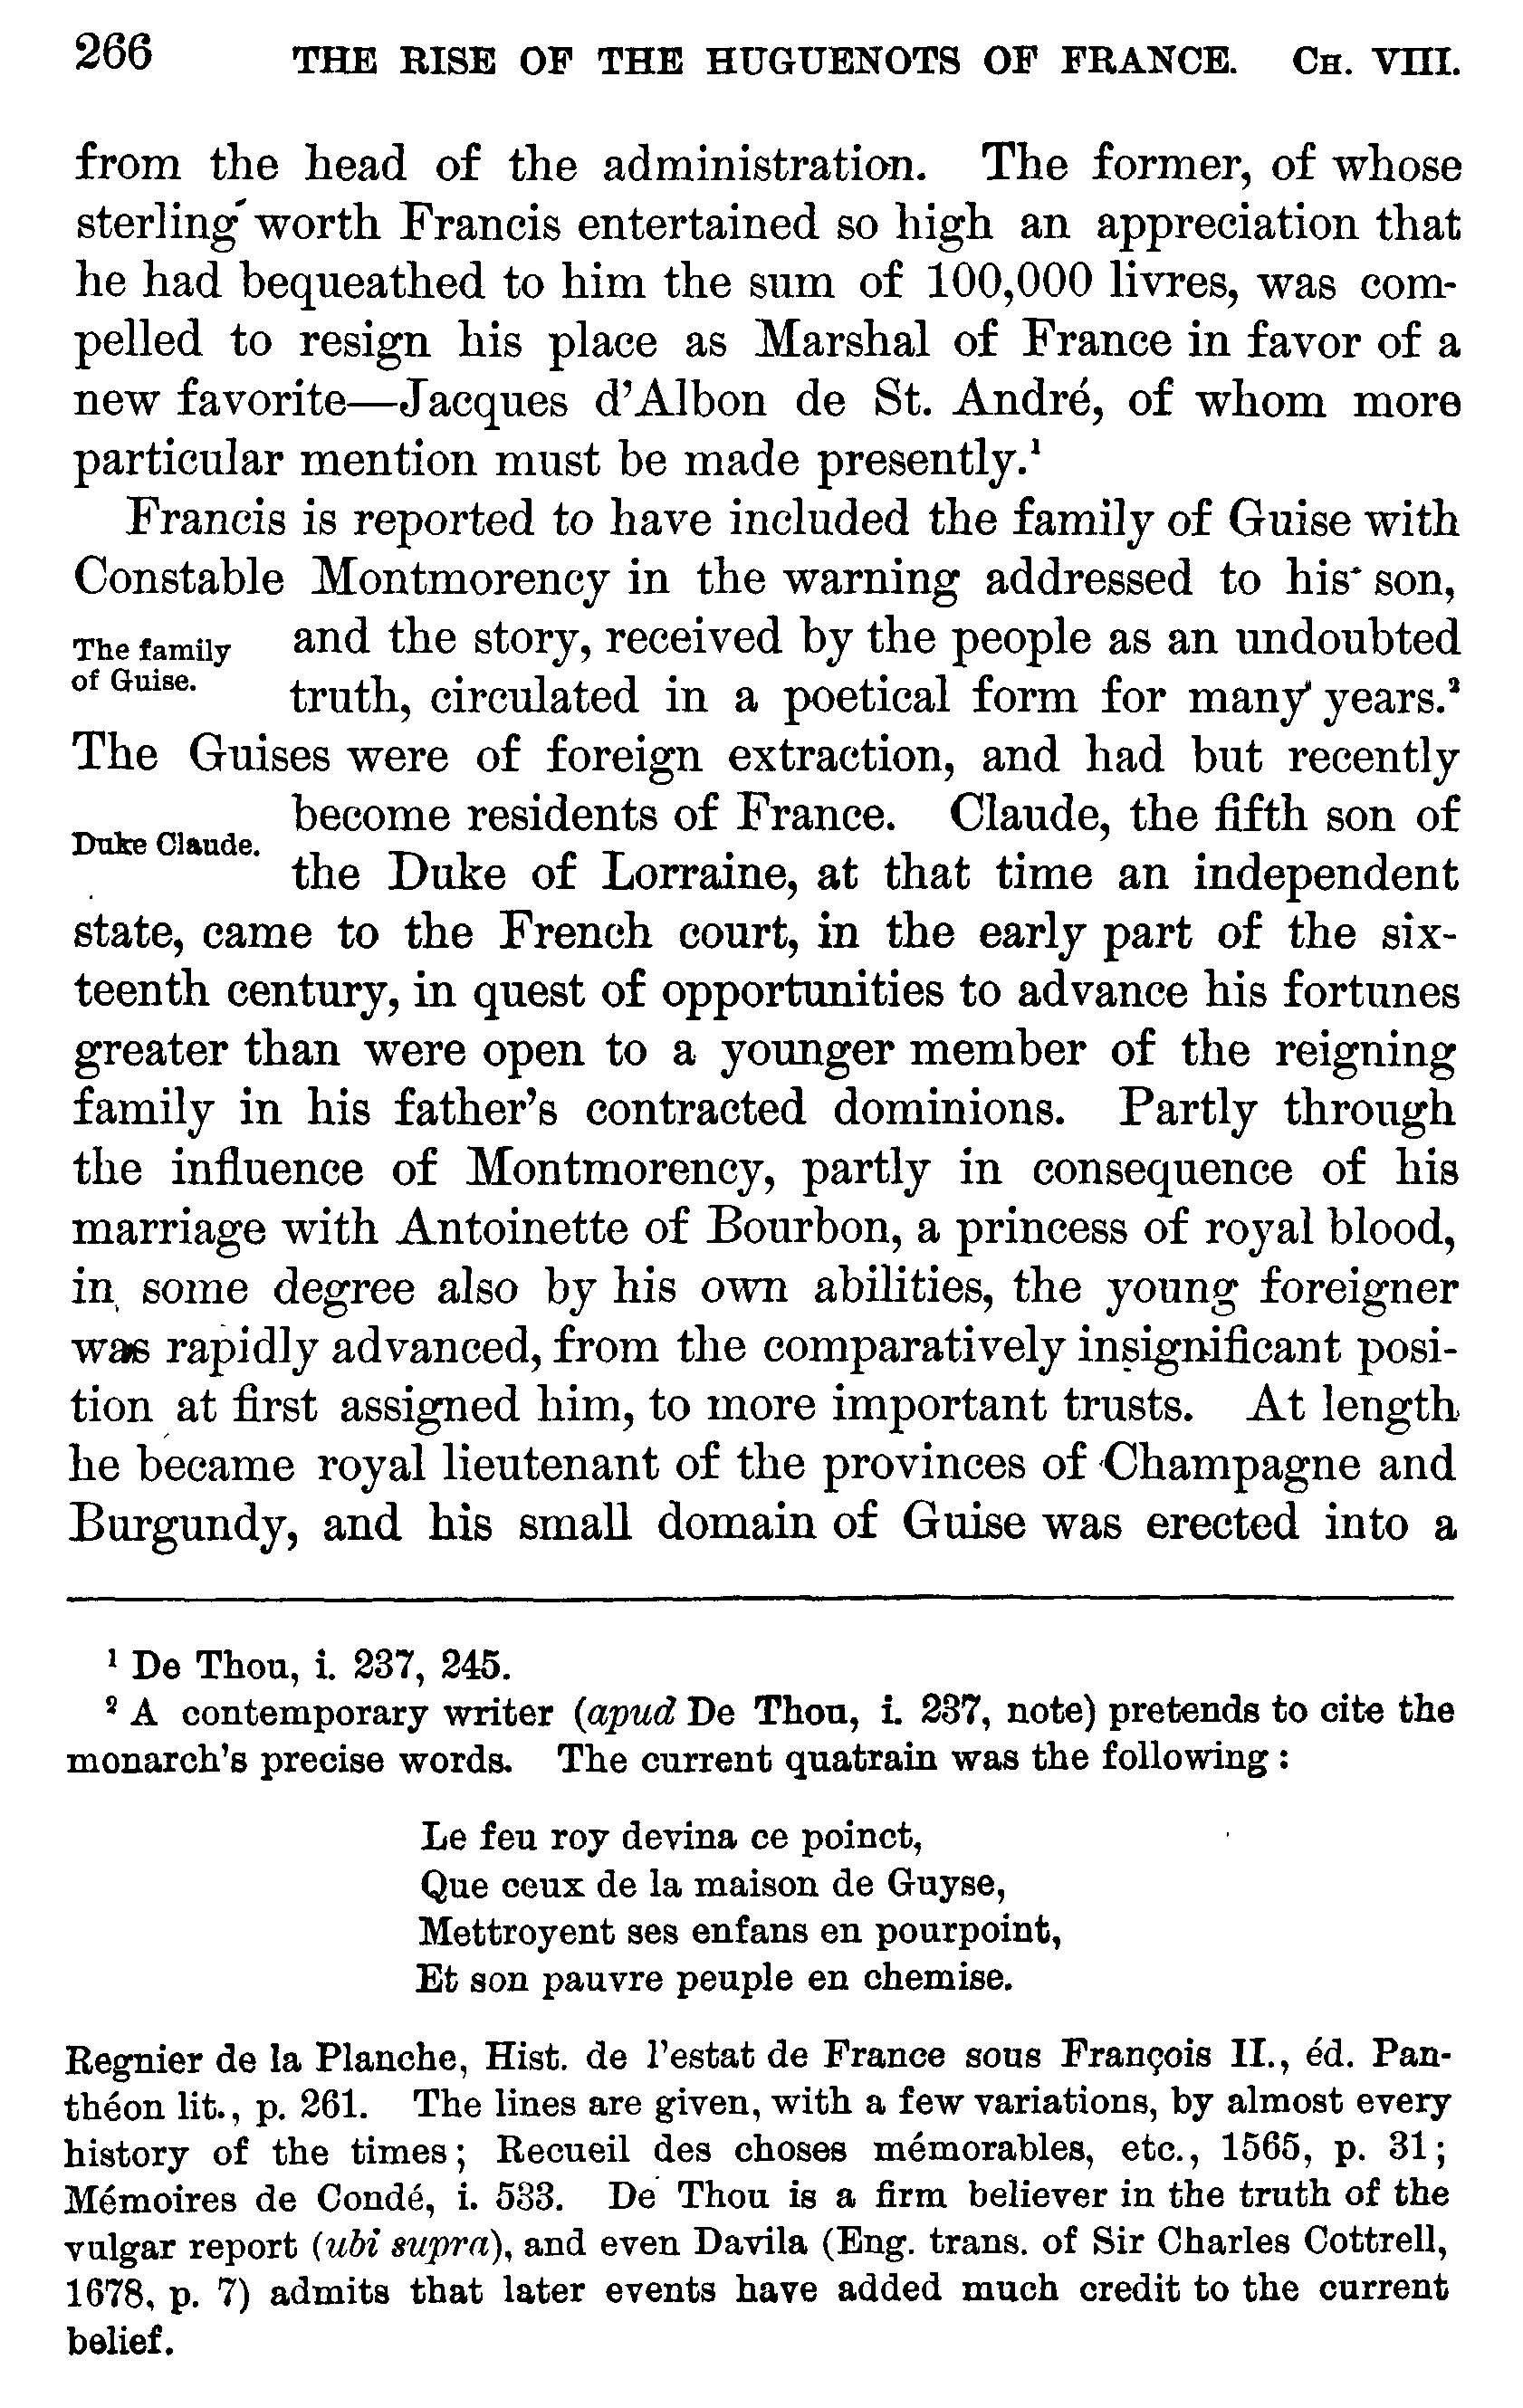 266 THE RISE OF THE HUGUENOTS OF FRANCE. CH. VIII.
from the head of the administration. The former, of whose
sterling worth Francis entertained so high an appreciation that
he had bequeathed to him the sum of 100,000 livres, was com-
pelled to resign his place as Marshal of France in favor of a
new favorite—Jacques d'Albon de St. André, of whom more
particular mention must be made presently.¹
Francis is reported to have included the family of Guise with
Constable Montmorency in the warning addressed to his son,
The family
of Guise.
and the story, received by the people as an undoubted
truth, circulated in a poetical form for many years.²
The Guises were of foreign extraction, and had but recently
Duke Claude.
become residents of France. Claude, the fifth son of
the Duke of Lorraine, at that time an independent
state, came to the French court, in the early part of the six-
teenth century, in quest of opportunities to advance his fortunes
greater than were open to a younger member of the reigning
family in his father's contracted dominions. Partly through
the influence of Montmorency, partly in consequence of his
marriage with Antoinette of Bourbon, a princess of royal blood,
in some degree also by his own abilities, the young foreigner
was rapidly advanced, from the comparatively insignificant posi-
tion at first assigned him, to more important trusts. At length
he became royal lieutenant of the provinces of Champagne and
Burgundy, and his small domain of Guise was erected into a
¹ De Thou, i. 237, 245.
² A contemporary writer (apud De Thou, i. 237, note) pretends to cite the
monarch's precise words. The current quatrain was the following:
Le feu roy devina ce poinct,
Que ceux de la maison de Guyse,
Mettroyent ses enfans en pourpoint,
Et son pauvre peuple en chemise.
Regnier de la Planche, Hist. de l'estat de France sous François II., éd. Pan-
théon lit., p. 261. The lines are given, with a few variations, by almost every
history of the times; Recueil des choses mémorables, etc., 1565, p. 31;
Mémoires de Condé, i. 533. De Thou is a firm believer in the truth of the
vulgar report (ubi supra), and even Davila (Eng. trans. of Sir Charles Cottrell,
1678, p. 7) admits that later events have added much credit to the current
belief.